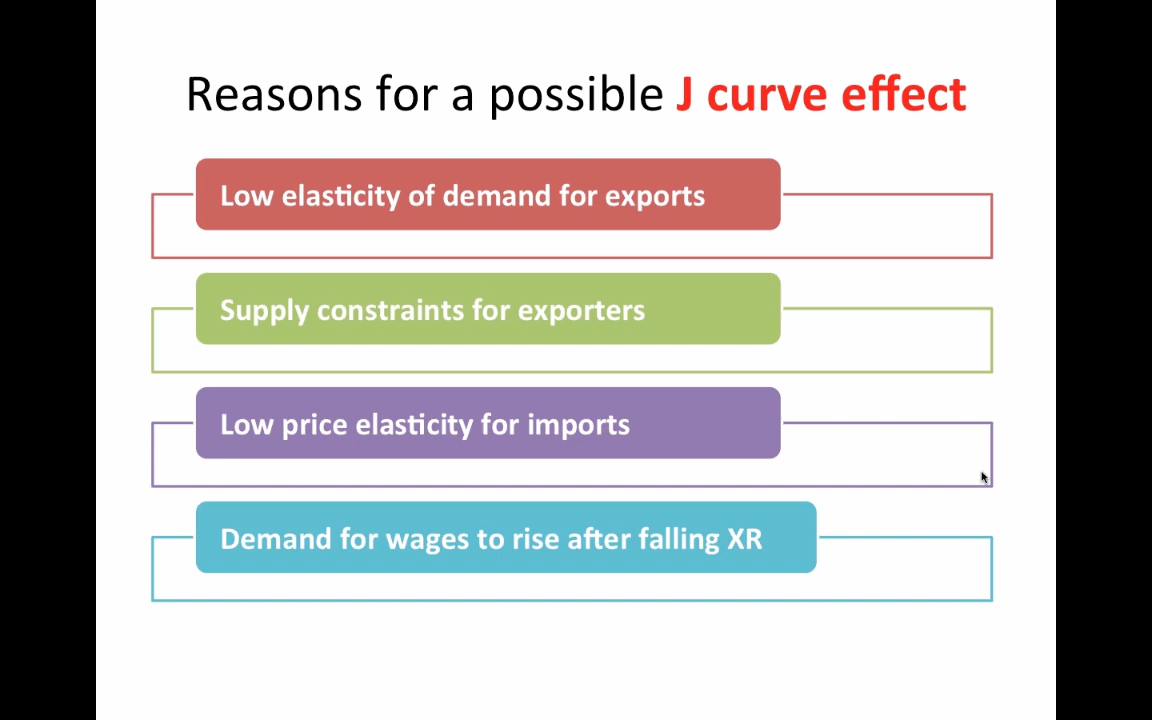 Reasons for a possible J curve effect
Low elasticity of demand for exports
Supply constraints for exporters
Low price elasticity for imports
Demand for wages to rise after falling XR